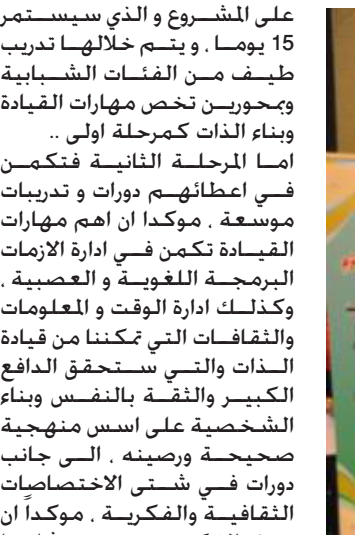 على المشروع و الذي سيستمر
15 يوما ، و يتم خلالها تدريب
طيف من الفئات الشبابية
وبمحورين تخص مهارات القيادة
وبناء الذات كمرحلة اولى ..
اما المرحلة الثانية فتكمن
في اعطائهم دورات و تدريبات
موسعة ، موكدا ان اهم مهارات
القيادة تكمن في ادارة الازمات
البرمجة اللغوية و العصبية ،
وكذلك ادارة الوقت و المعلومات
والثقافات التي تمكننا من قيادة
الذات والتي ستحقق الدافع
الكبير والثقة بالنفس وبناء
الشخصية على اسس منهجية
صحيحة ورصينه ، الى جانب
دورات في شتى الاختصاصات
الثقافية والفكرية ، موكداً ان